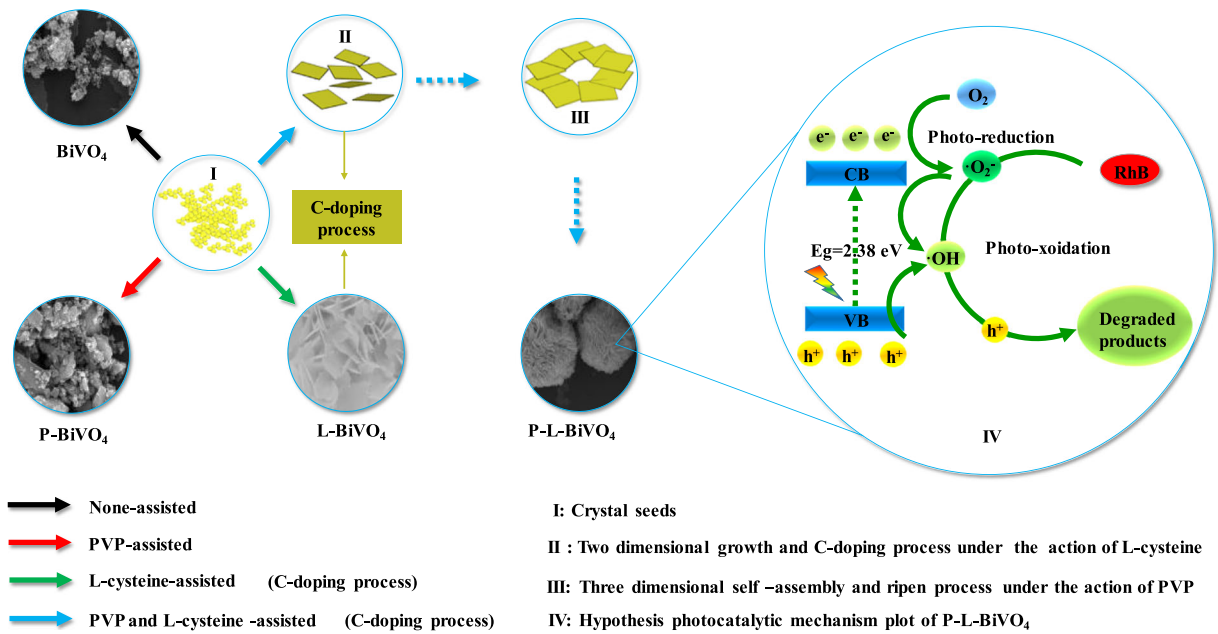 I
II
III
BiVO₄
P-BiVO₄
L-BiVO₄
P-L-BiVO₄
C-doping
process
O₂
e⁻ e⁻ e⁻
Photo-reduction
CB
·O₂⁻
RhB
Eg=2.38 eV
·OH
Photo-xoidation
VB
h⁺
h⁺ h⁺ h⁺
Degraded
products
IV
None-assisted
PVP-assisted
L-cysteine-assisted (C-doping process)
PVP and L-cysteine -assisted (C-doping process)
I: Crystal seeds
II : Two dimensional growth and C-doping process under the action of L-cysteine
III: Three dimensional self –assembly and ripen process under the action of PVP
IV: Hypothesis photocatalytic mechanism plot of P-L-BiVO₄